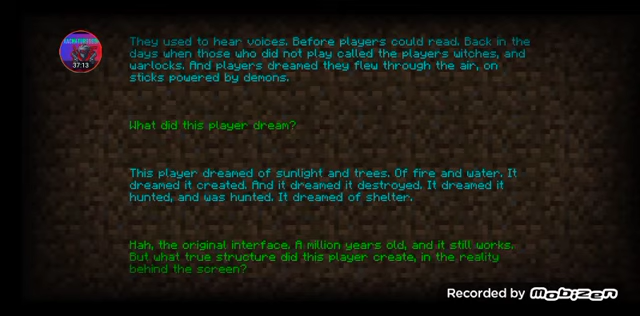 They used to hear voices. Before players could read. Back in the
days when those who did not play called the players witches, and
warlocks. And players dreamed they flew through the air, on
sticks powered by demons.
What did this player dream?
This player dreamed of sunlight and trees. Of fire and water. It
dreamed it created. And it dreamed it destroyed. It dreamed it
hunted, and was hunted. It dreamed of shelter.
Hah, the original interface. A million years old, and it still works.
But what true structure did this player create, in the reality
behind the screen?
37:13
Recorded by mobizen